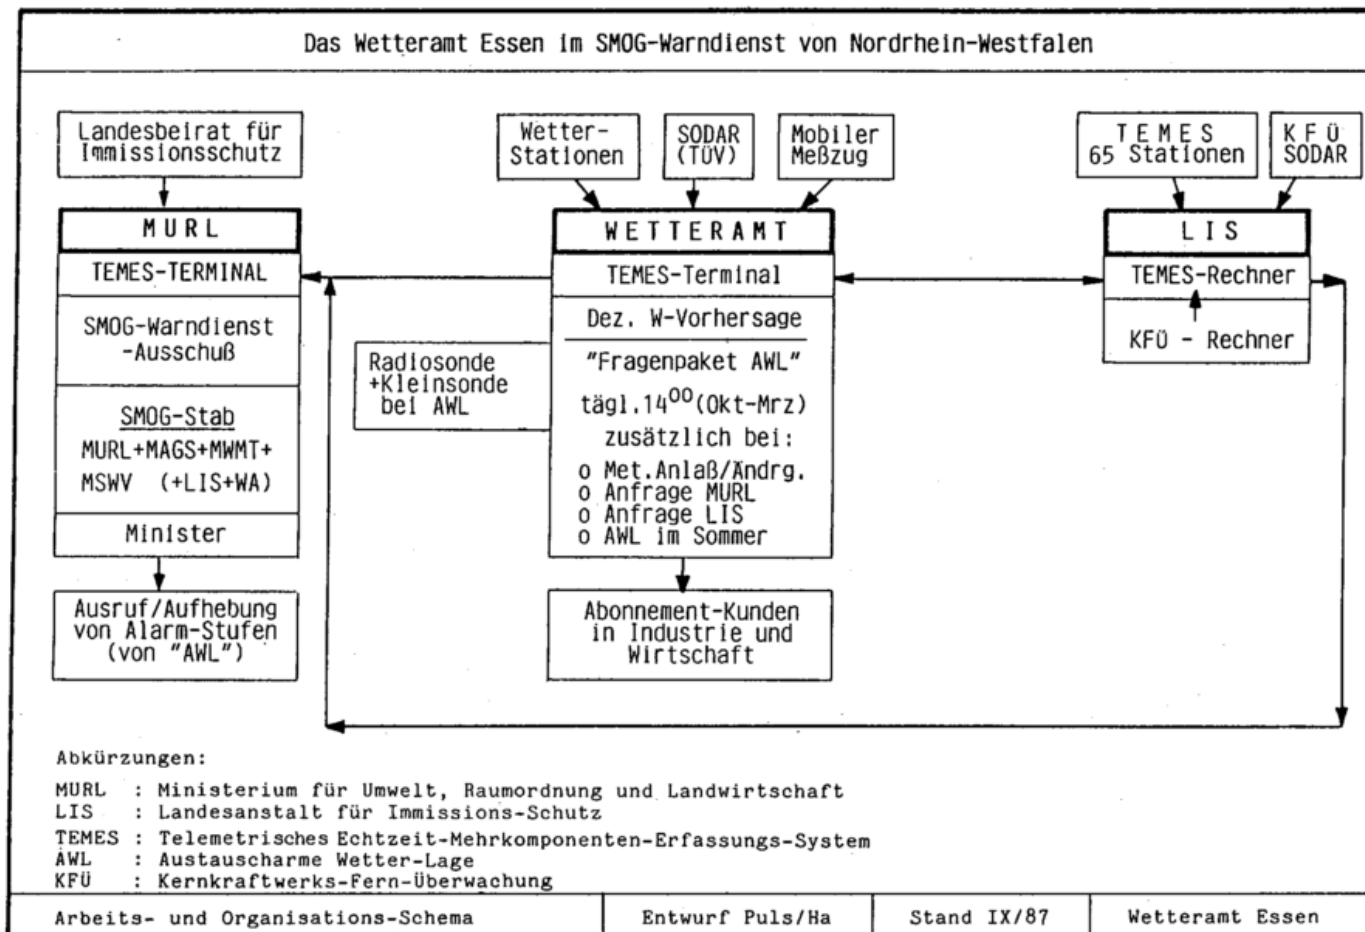 Das Wetteramt Essen im SMOG-Warndienst von Nordrhein-Westfalen
Landesbeirat für
Immissionsschutz
MURL
TEMES-TERMINAL
SMOG-Warndienst
-Ausschuß
SMOG-Stab
MURL+MAGS+MWMT+
MSWV (+LIS+WA)
Minister
Ausruf/Aufhebung
von Alarm-Stufen
(von "AWL")
Wetter-
Stationen
SODAR
(TÜV)
Mobiler
Meßzug
WETTERAMT
TEMES-Terminal
Dez. W-Vorhersage
"Fragenpaket AWL"
tägl.14⁰⁰(Okt-Mrz)
zusätzlich bei:
o Met.Anlaß/Ändrg.
o Anfrage MURL
o Anfrage LIS
o AWL im Sommer
Radiosonde
+Kleinsonde
bei AWL
Abonnement-Kunden
in Industrie und
Wirtschaft
TEMES
65 Stationen
KFÜ
SODAR
LIS
TEMES-Rechner
KFÜ - Rechner
Abkürzungen:
MURL : Ministerium für Umwelt, Raumordnung und Landwirtschaft
LIS : Landesanstalt für Immissions-Schutz
TEMES : Telemetrisches Echtzeit-Mehrkomponenten-Erfassungs-System
AWL : Austauscharme Wetter-Lage
KFÜ : Kernkraftwerks-Fern-Überwachung
Arbeits- und Organisations-Schema
Entwurf Puls/Ha
Stand IX/87
Wetteramt Essen